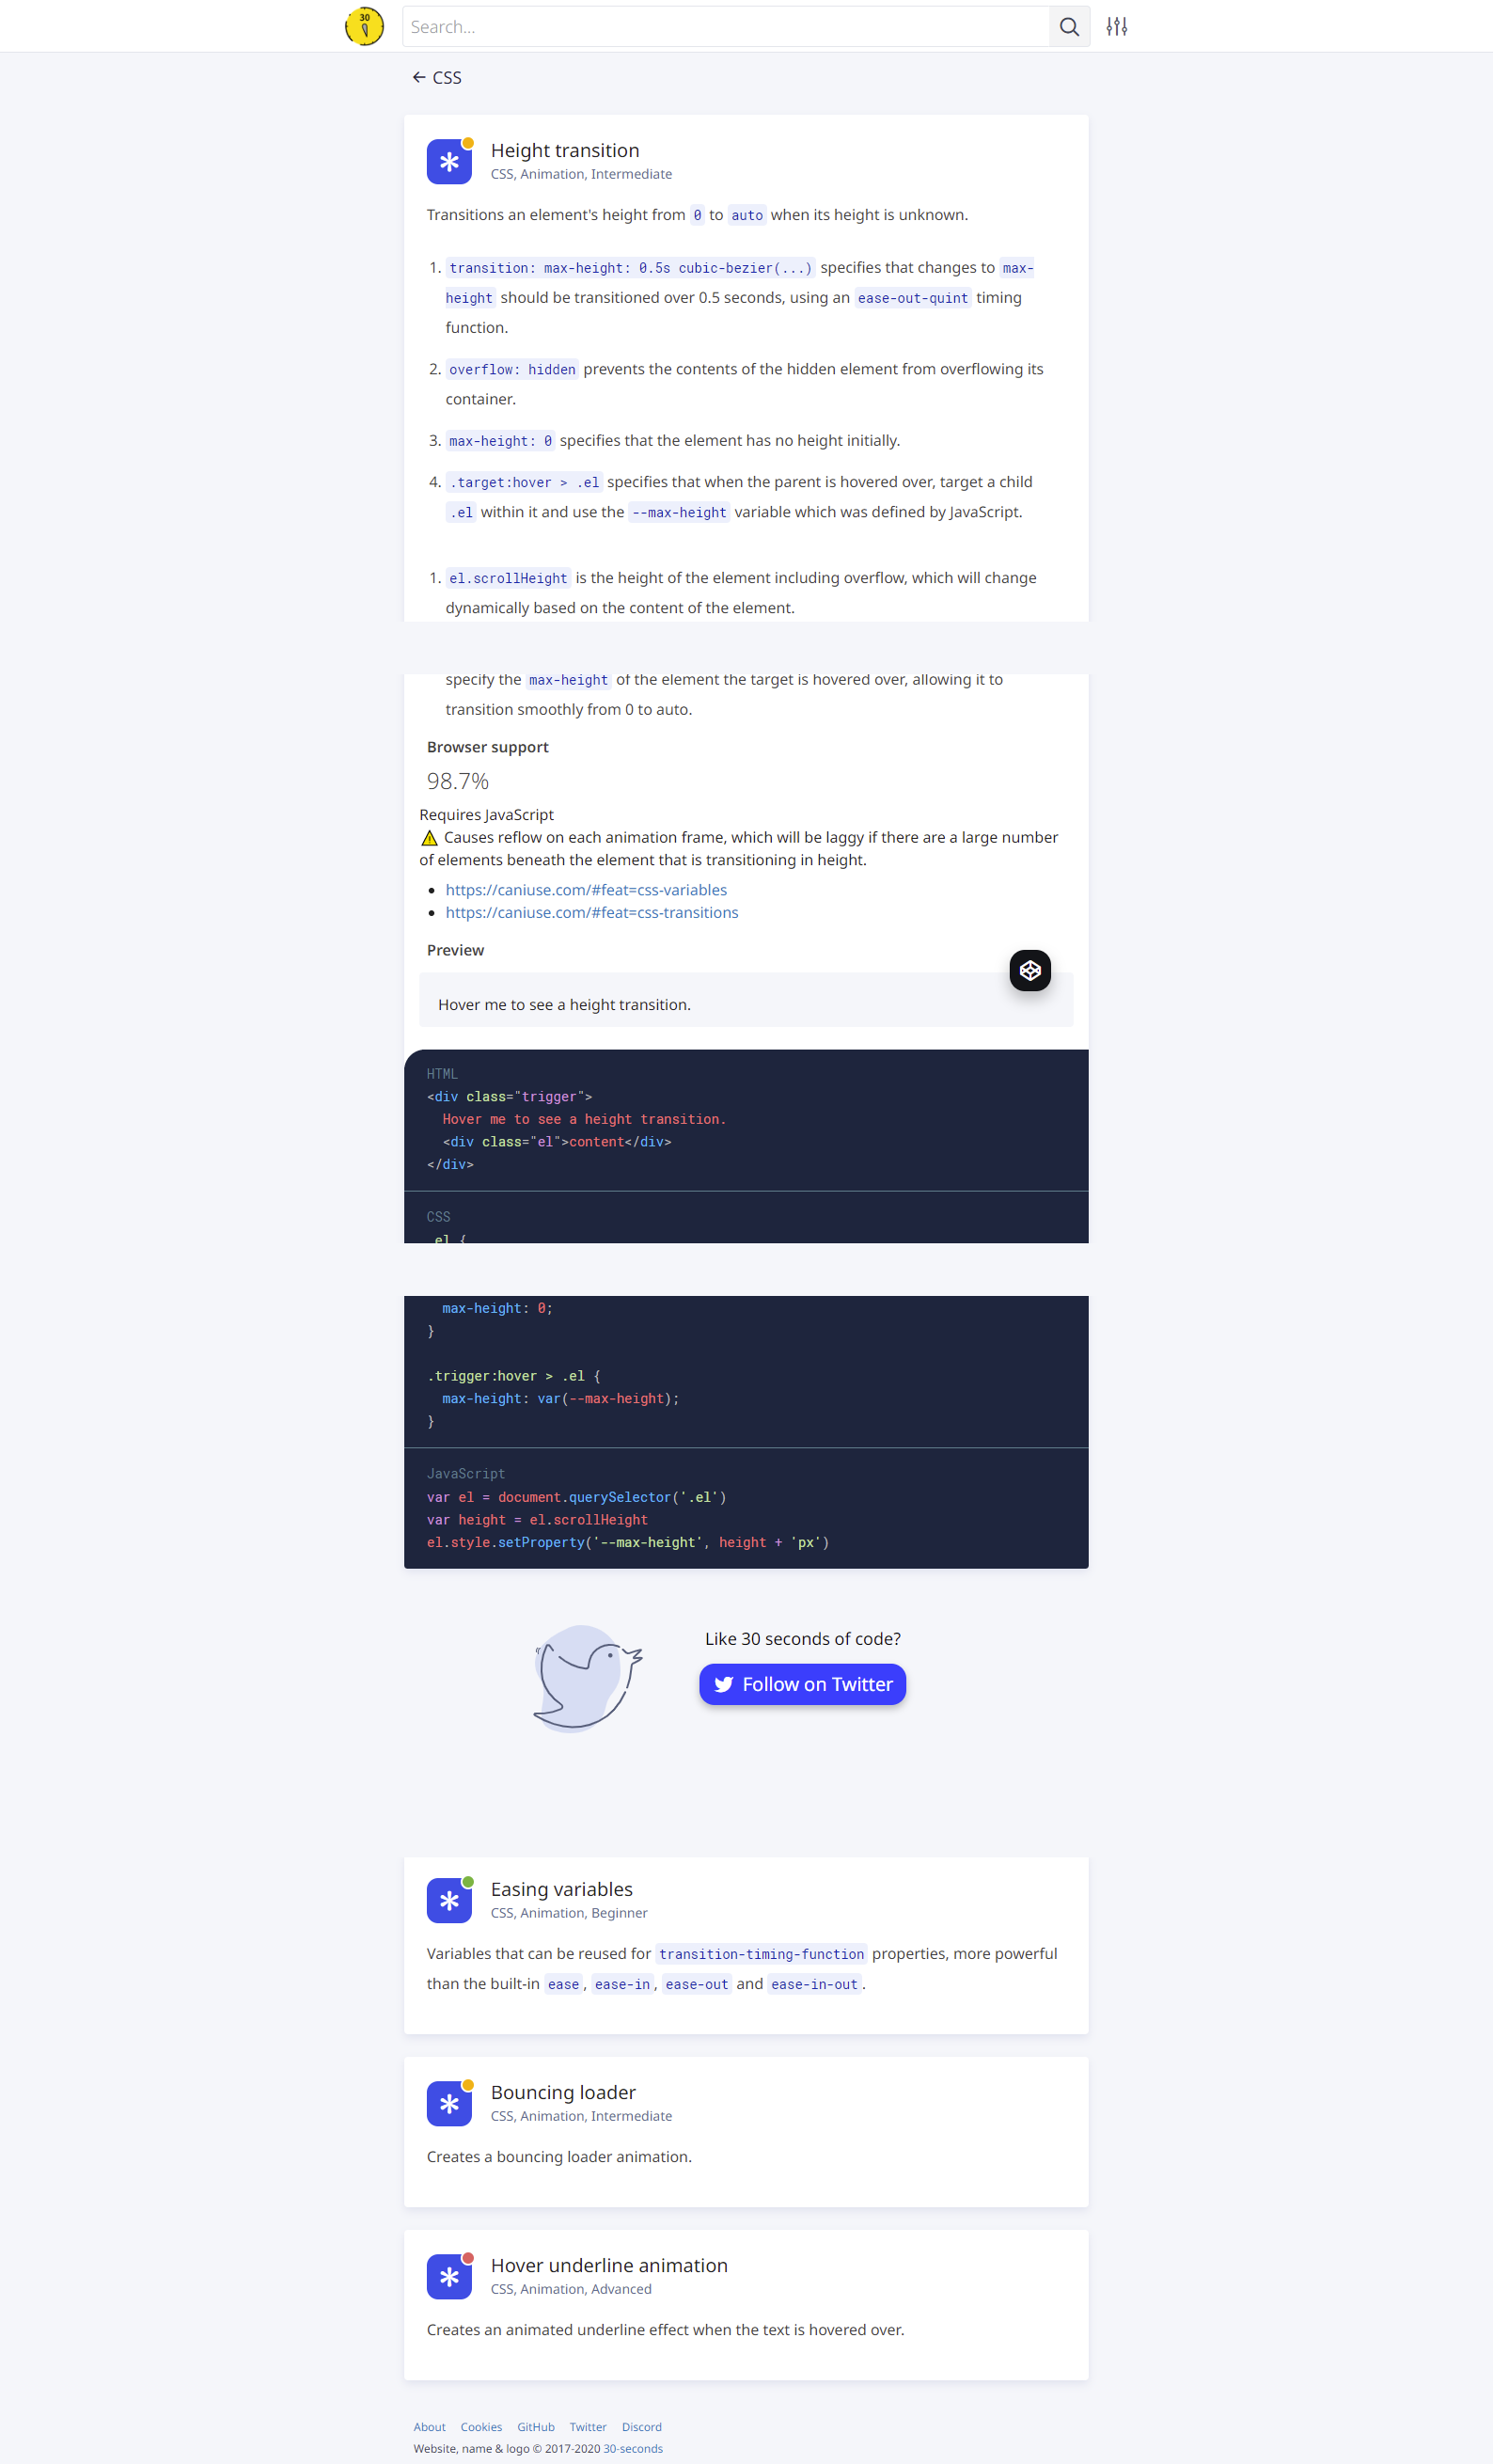 30
Search...
← CSS
Height transition
CSS, Animation, Intermediate
Transitions an element's height from 0 to auto when its height is unknown.
1. transition: max-height: 0.5s cubic-bezier(...) specifies that changes to max-
height should be transitioned over 0.5 seconds, using an ease-out-quint timing
function.
2. overflow: hidden prevents the contents of the hidden element from overflowing its
container.
3. max-height: 0 specifies that the element has no height initially.
4. .target:hover > .el specifies that when the parent is hovered over, target a child
.el within it and use the --max-height variable which was defined by JavaScript.
1. el.scrollHeight is the height of the element including overflow, which will change
dynamically based on the content of the element.
specify the max-height of the element the target is hovered over, allowing it to
transition smoothly from 0 to auto.
Browser support
98.7%
Requires JavaScript
⚠ Causes reflow on each animation frame, which will be laggy if there are a large number
of elements beneath the element that is transitioning in height.
• https://caniuse.com/#feat=css-variables
• https://caniuse.com/#feat=css-transitions
Preview
Hover me to see a height transition.
HTML
<div class="trigger">
  Hover me to see a height transition.
  <div class="el">content</div>
</div>
CSS
.el {
  max-height: 0;
}
.trigger:hover > .el {
  max-height: var(--max-height);
}
JavaScript
var el = document.querySelector('.el')
var height = el.scrollHeight
el.style.setProperty('--max-height', height + 'px')
Like 30 seconds of code?
Follow on Twitter
Easing variables
CSS, Animation, Beginner
Variables that can be reused for transition-timing-function properties, more powerful
than the built-in ease, ease-in, ease-out and ease-in-out.
Bouncing loader
CSS, Animation, Intermediate
Creates a bouncing loader animation.
Hover underline animation
CSS, Animation, Advanced
Creates an animated underline effect when the text is hovered over.
About Cookies GitHub Twitter Discord
Website, name & logo © 2017-2020 30-seconds